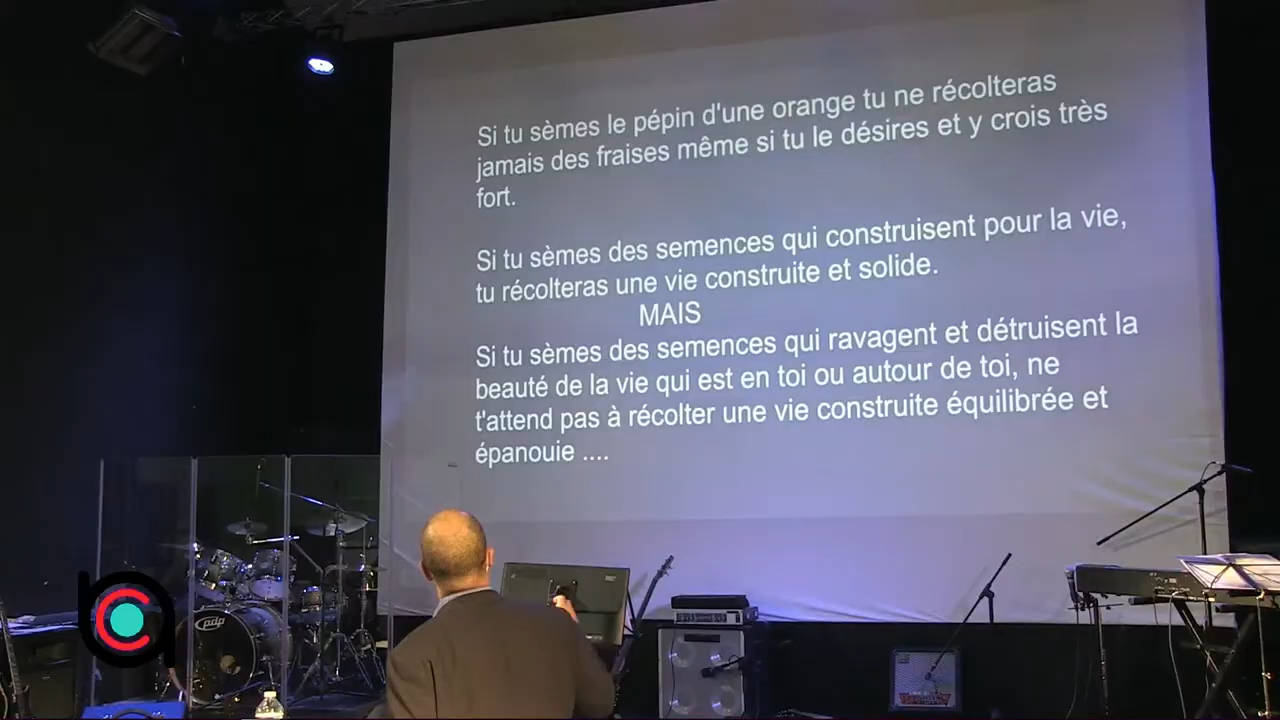 Si tu sèmes le pépin d'une orange tu ne récolteras
jamais des fraises même si tu le désires et y crois très
fort.
Si tu sèmes des semences qui construisent pour la vie,
tu récolteras une vie construite et solide.
MAIS
Si tu sèmes des semences qui ravagent et détruisent la
beauté de la vie qui est en toi ou autour de toi, ne
t'attend pas à récolter une vie construite équilibrée et
épanouie ....
pdp